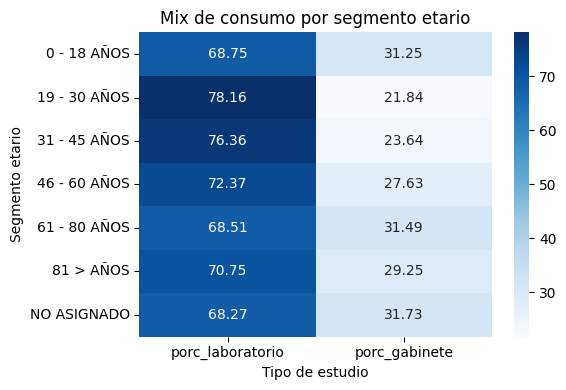 Mix de consumo por segmento etario
0 - 18 AÑOS 68.75 31.25
19 - 30 AÑOS 78.16 21.84
31 - 45 AÑOS 76.36 23.64
46 - 60 AÑOS 72.37 27.63
61 - 80 AÑOS 68.51 31.49
81 > AÑOS 70.75 29.25
NO ASIGNADO 68.27 31.73
porc_laboratorio porc_gabinete
Tipo de estudio
Segmento etario
70
60
50
40
30